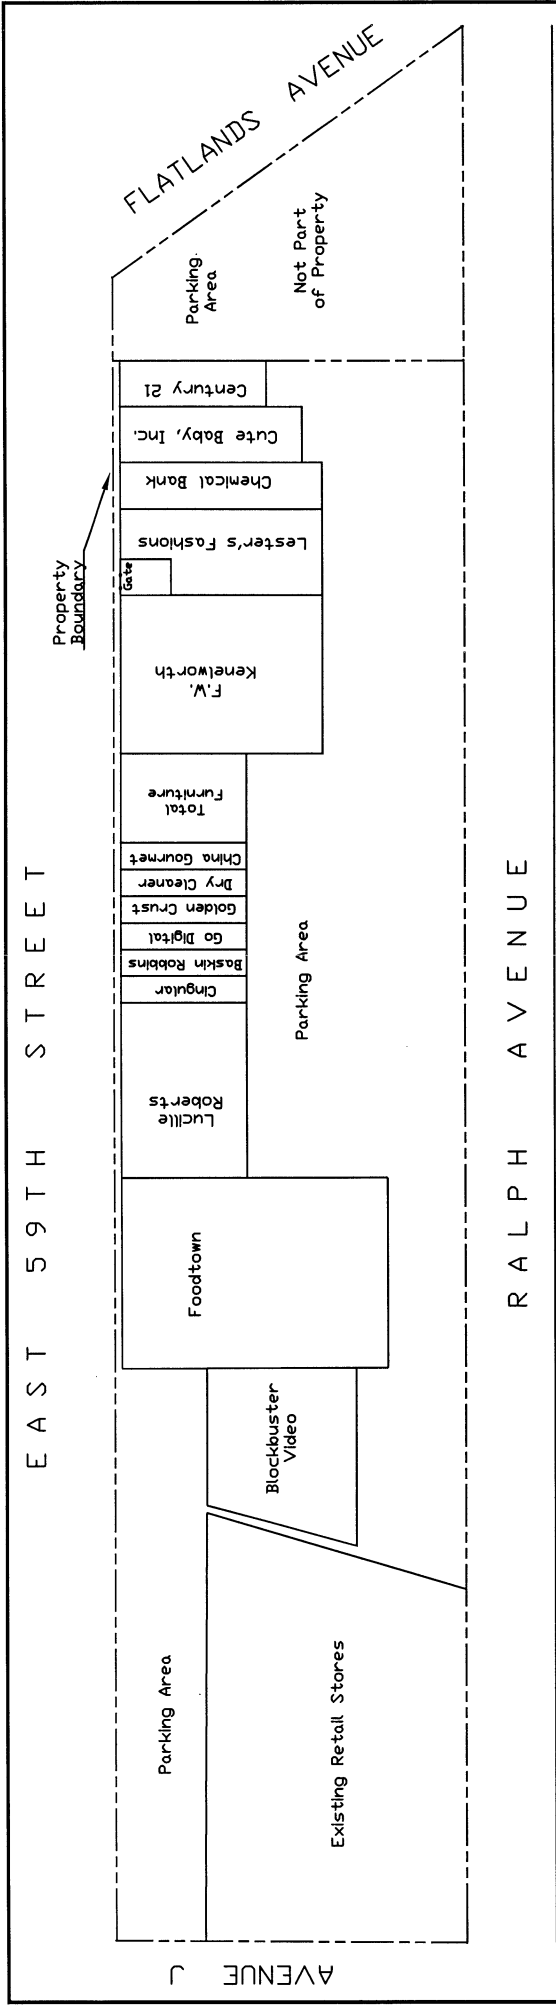 EAST 59TH STREET
FLATLANDS AVENUE
Property
Boundary
Parking.
Area
Not Part
of Property
Parking Area
Existing Retail Stores
Blockbuster
Video
Foodtown
Lucille
Roberts
Cingular
Baskin Robbins
Go Digital
Golden Crust
Dry Cleaner
China Gourmet
Total
Furniture
F.W.
Kenelworth
Gate
Lester's Fashions
Chemical Bank
Cute Baby, Inc.
Century 21
Parking Area
RALPH AVENUE
AVENUE J